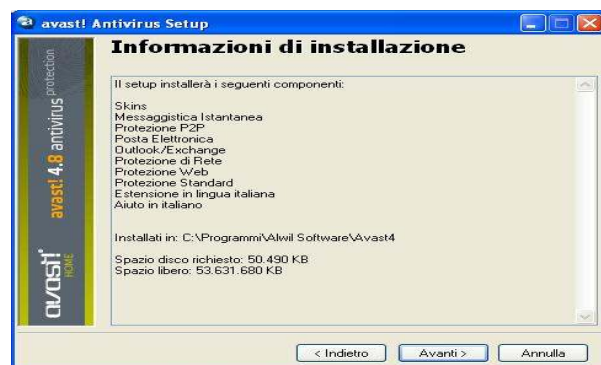 avast! Antivirus Setup
Informazioni di installazione
avast! 4.8 antivirus protection
avast! HOME
Il setup installerà i seguenti componenti:
Skins
Messaggistica Istantanea
Protezione P2P
Posta Elettronica
Outlook/Exchange
Protezione di Rete
Protezione Web
Protezione Standard
Estensione in lingua italiana
Aiuto in italiano
Installati in: C:\Programmi\Alwil Software\Avast4
Spazio disco richiesto: 50.490 KB
Spazio libero: 53.631.680 KB
< Indietro
Avanti >
Annulla